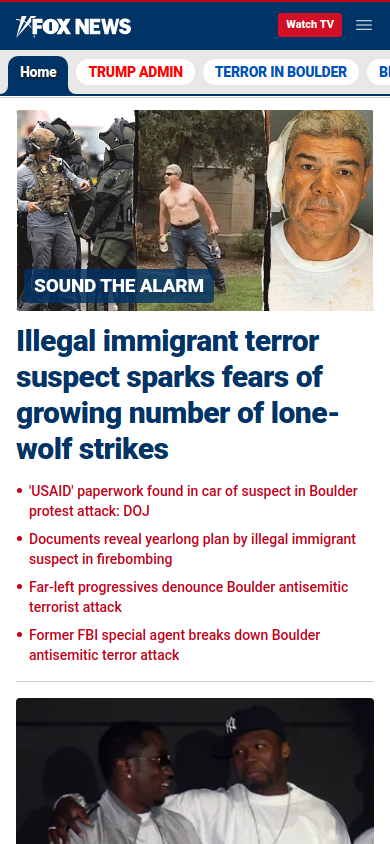 FOX NEWS
Watch TV
Home
TRUMP ADMIN
TERROR IN BOULDER
SOUND THE ALARM
Illegal immigrant terror
suspect sparks fears of
growing number of lone-
wolf strikes
'USAID' paperwork found in car of suspect in Boulder
protest attack: DOJ
Documents reveal yearlong plan by illegal immigrant
suspect in firebombing
Far-left progressives denounce Boulder antisemitic
terrorist attack
Former FBI special agent breaks down Boulder
antisemitic terror attack